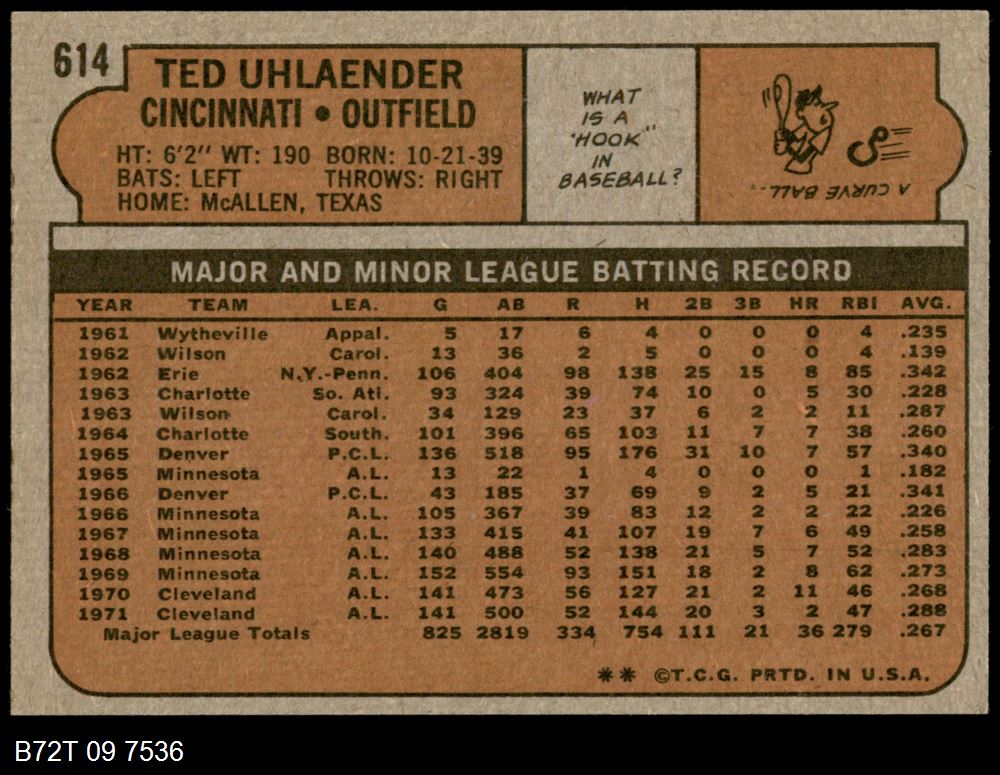 614
TED UHLAENDER
CINCINNATI • OUTFIELD
HT: 6'2" WT: 190 BORN: 10-21-39
BATS: LEFT THROWS: RIGHT
HOME: McALLEN, TEXAS
WHAT
IS A
"HOOK"
IN
BASEBALL?
A CURVE BALL..
MAJOR AND MINOR LEAGUE BATTING RECORD
YEAR TEAM LEA. G AB R H 2B 3B HR RBI AVG.
1961 Wytheville Appal. 5 17 6 4 0 0 0 4 .235
1962 Wilson Carol. 13 36 2 5 0 0 0 4 .139
1962 Erie N.Y.-Penn. 106 404 98 138 25 15 8 85 .342
1963 Charlotte So. Atl. 93 324 39 74 10 0 5 30 .228
1963 Wilson Carol. 34 129 23 37 6 2 2 11 .287
1964 Charlotte South. 101 396 65 103 11 7 7 38 .260
1965 Denver P.C.L. 136 518 95 176 31 10 7 57 .340
1965 Minnesota A.L. 13 22 1 4 0 0 0 1 .182
1966 Denver P.C.L. 43 185 37 69 9 2 5 21 .341
1966 Minnesota A.L. 105 367 39 83 12 2 2 22 .226
1967 Minnesota A.L. 133 415 41 107 19 7 6 49 .258
1968 Minnesota A.L. 140 488 52 138 21 5 7 52 .283
1969 Minnesota A.L. 152 554 93 151 18 2 8 62 .273
1970 Cleveland A.L. 141 473 56 127 21 2 11 46 .268
1971 Cleveland A.L. 141 500 52 144 20 3 2 47 .288
Major League Totals 825 2819 334 754 111 21 36 279 .267
** ©T.C.G. PRTD. IN U.S.A.
B72T 09 7536